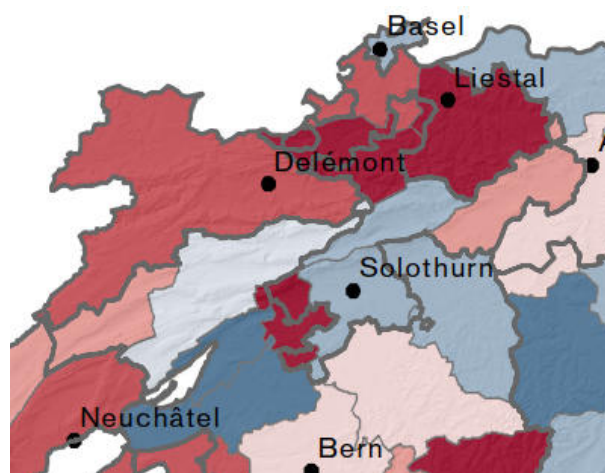 Basel
Liestal
A
Delémont
Solothurn
Neuchâtel
Bern